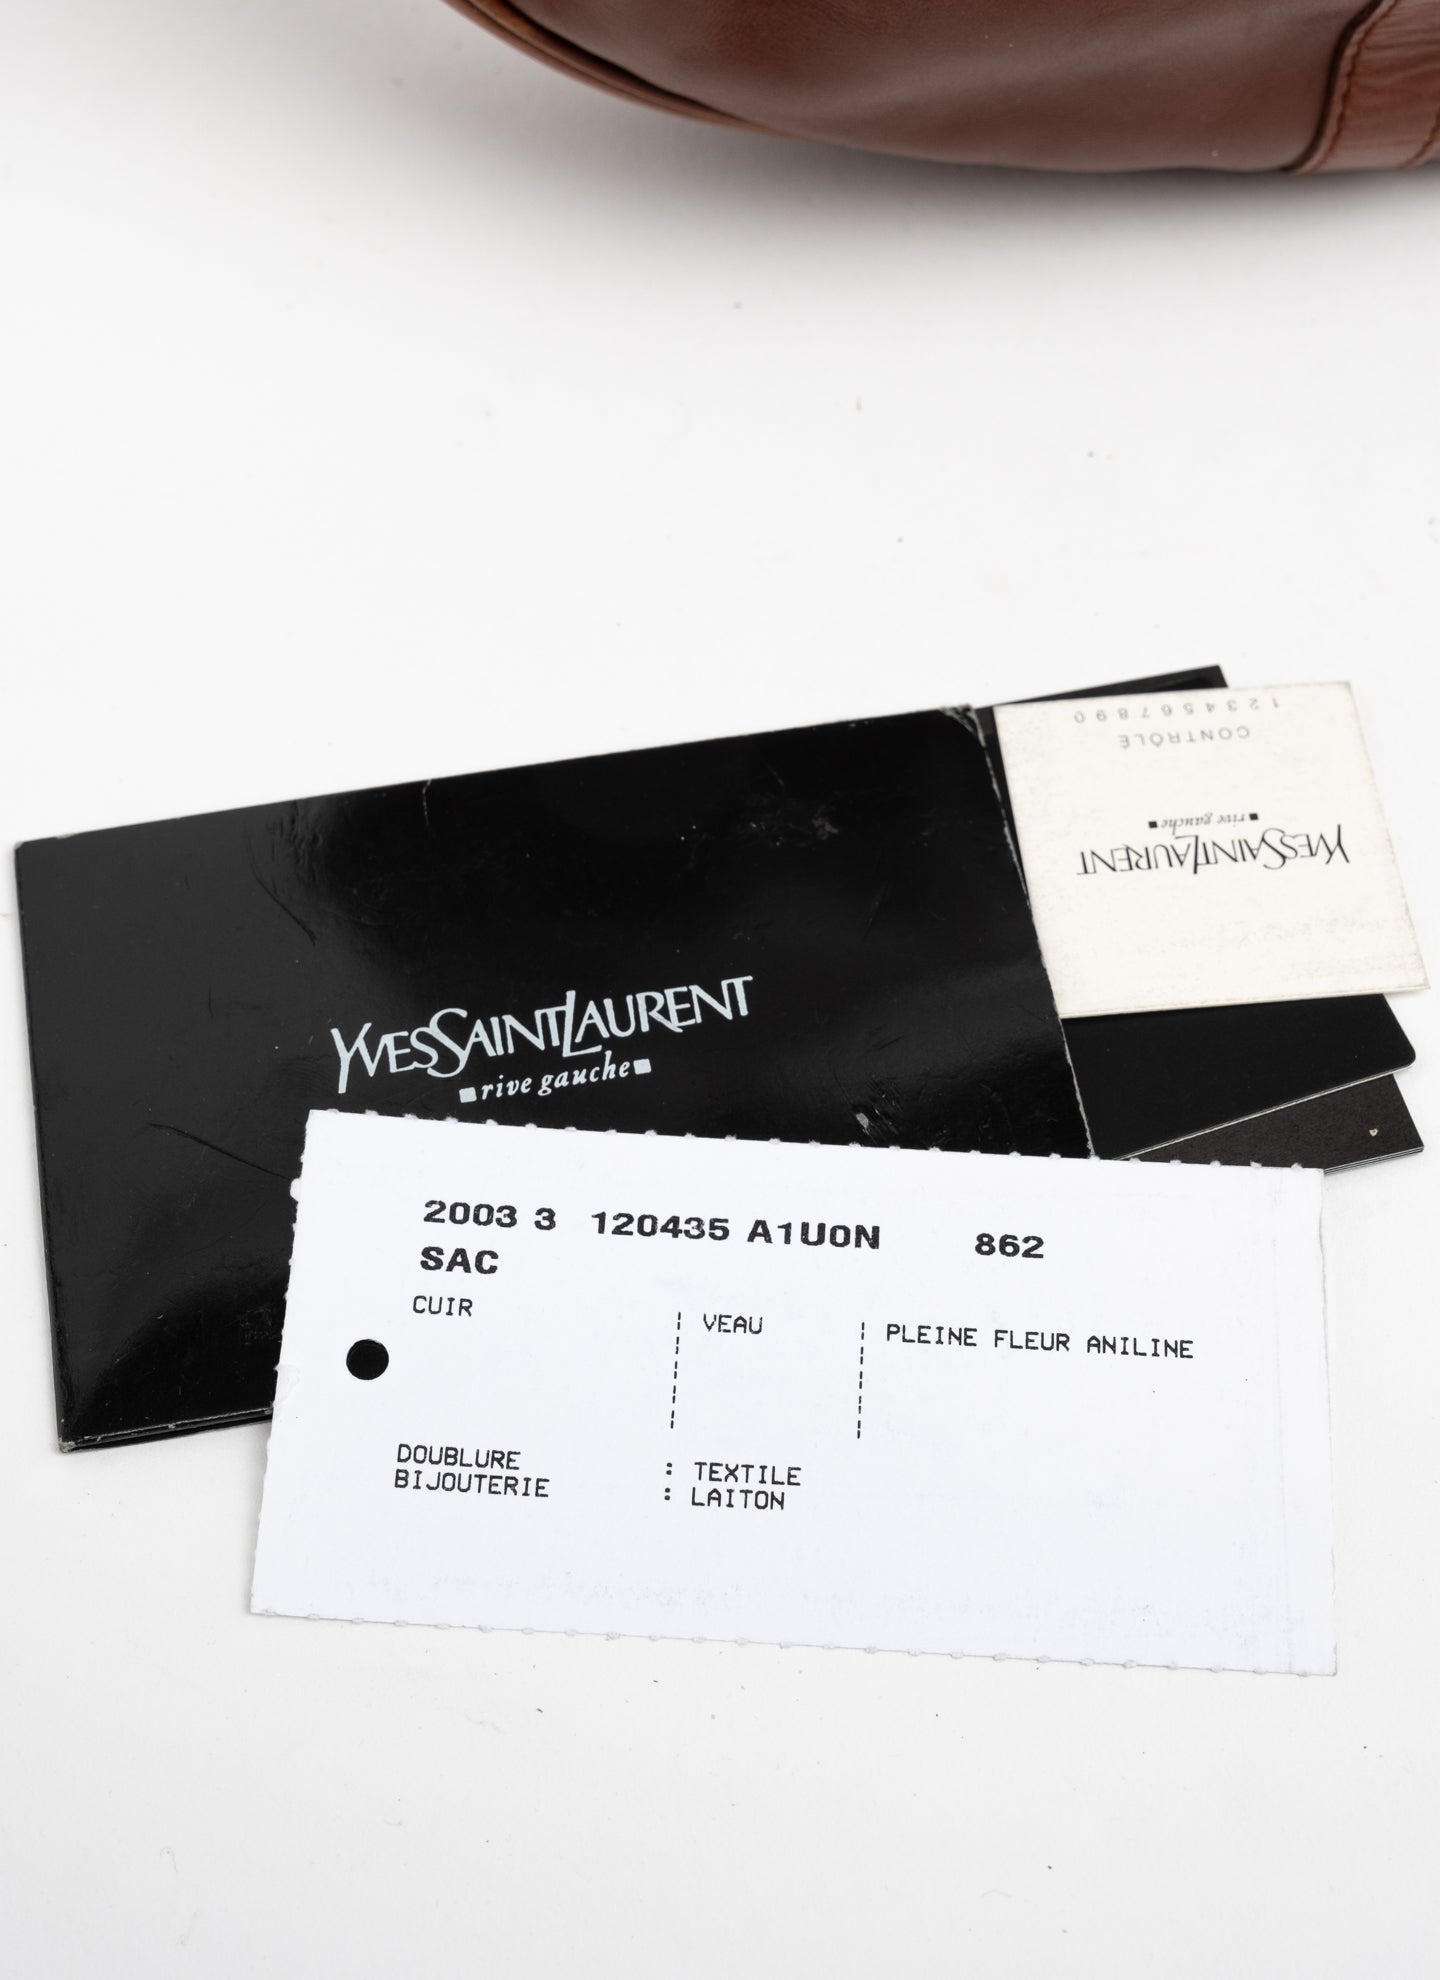 1234567890
CONTRÔLÉ
YVESSAINTLAURENT
rive gauche
YVESSAINTLAURENT
rive gauche
2003 3 120435 A1U0N 862
SAC
CUIR VEAU PLEINE FLEUR ANILINE
DOUBLURE : TEXTILE
BIJOUTERIE : LAITON